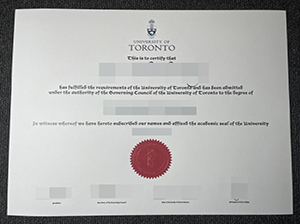 UNIVERSITY OF
TORONTO
This is to certify that
has fulfilled the requirements of the University of Toronto and has been admitted
under the authority of the Governing Council of the University of Toronto to the degree of
In witness whereof we have hereto subscribed our names and affixed the academic seal of the University